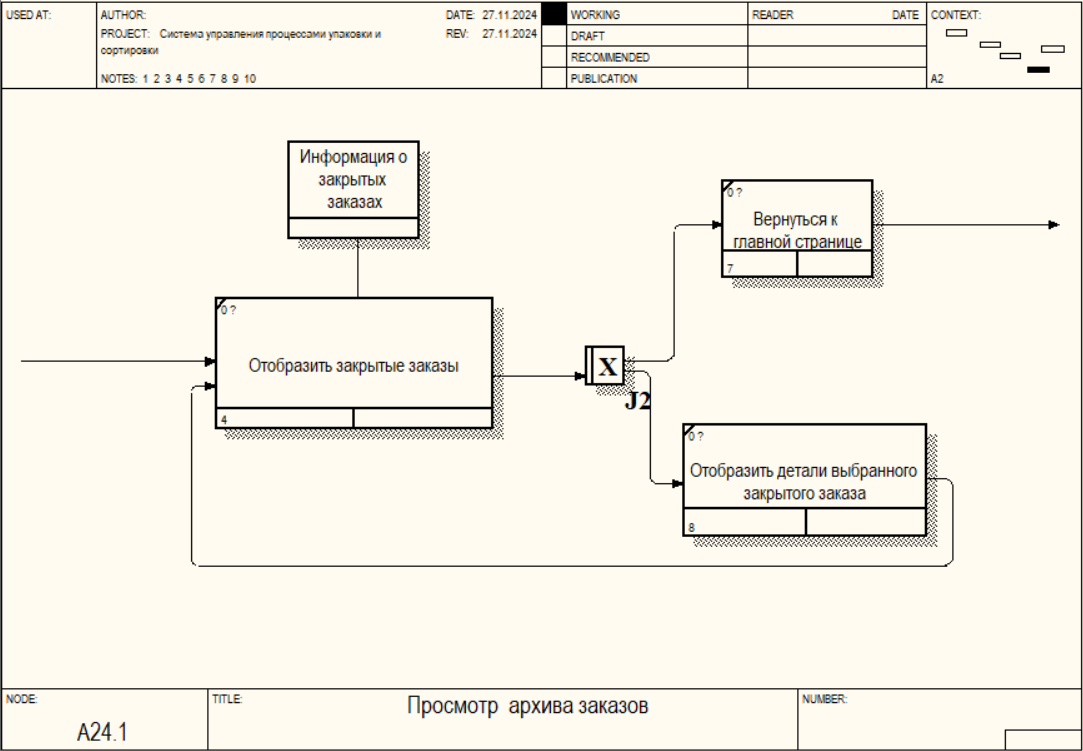 USED AT:
AUTHOR:
DATE: 27.11.2024
PROJECT: Система управления процессами упаковки и
сортировки
REV: 27.11.2024
NOTES: 1 2 3 4 5 6 7 8 9 10
WORKING
DRAFT
RECOMMENDED
PUBLICATION
READER
DATE
CONTEXT:
A2
Информация о
закрытых
заказах
0 ?
Вернуться к
главной странице
7
0 ?
Отобразить закрытые заказы
4
X
J2
0 ?
Отобразить детали выбранного
закрытого заказа
8
NODE:
A24.1
TITLE:
Просмотр архива заказов
NUMBER: